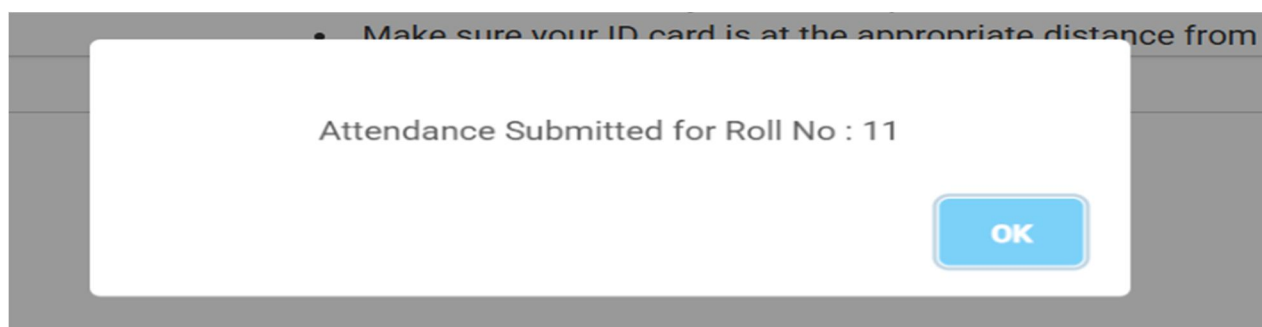 Make sure your ID card is at the appropriate distance from
Attendance Submitted for Roll No : 11
OK